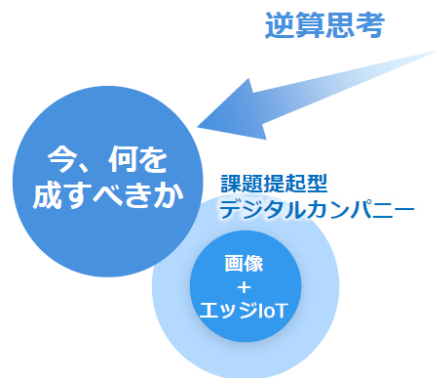 逆算思考
今、何を
成すべきか
課題提起型
デジタルカンパニー
画像
+
エッジIoT